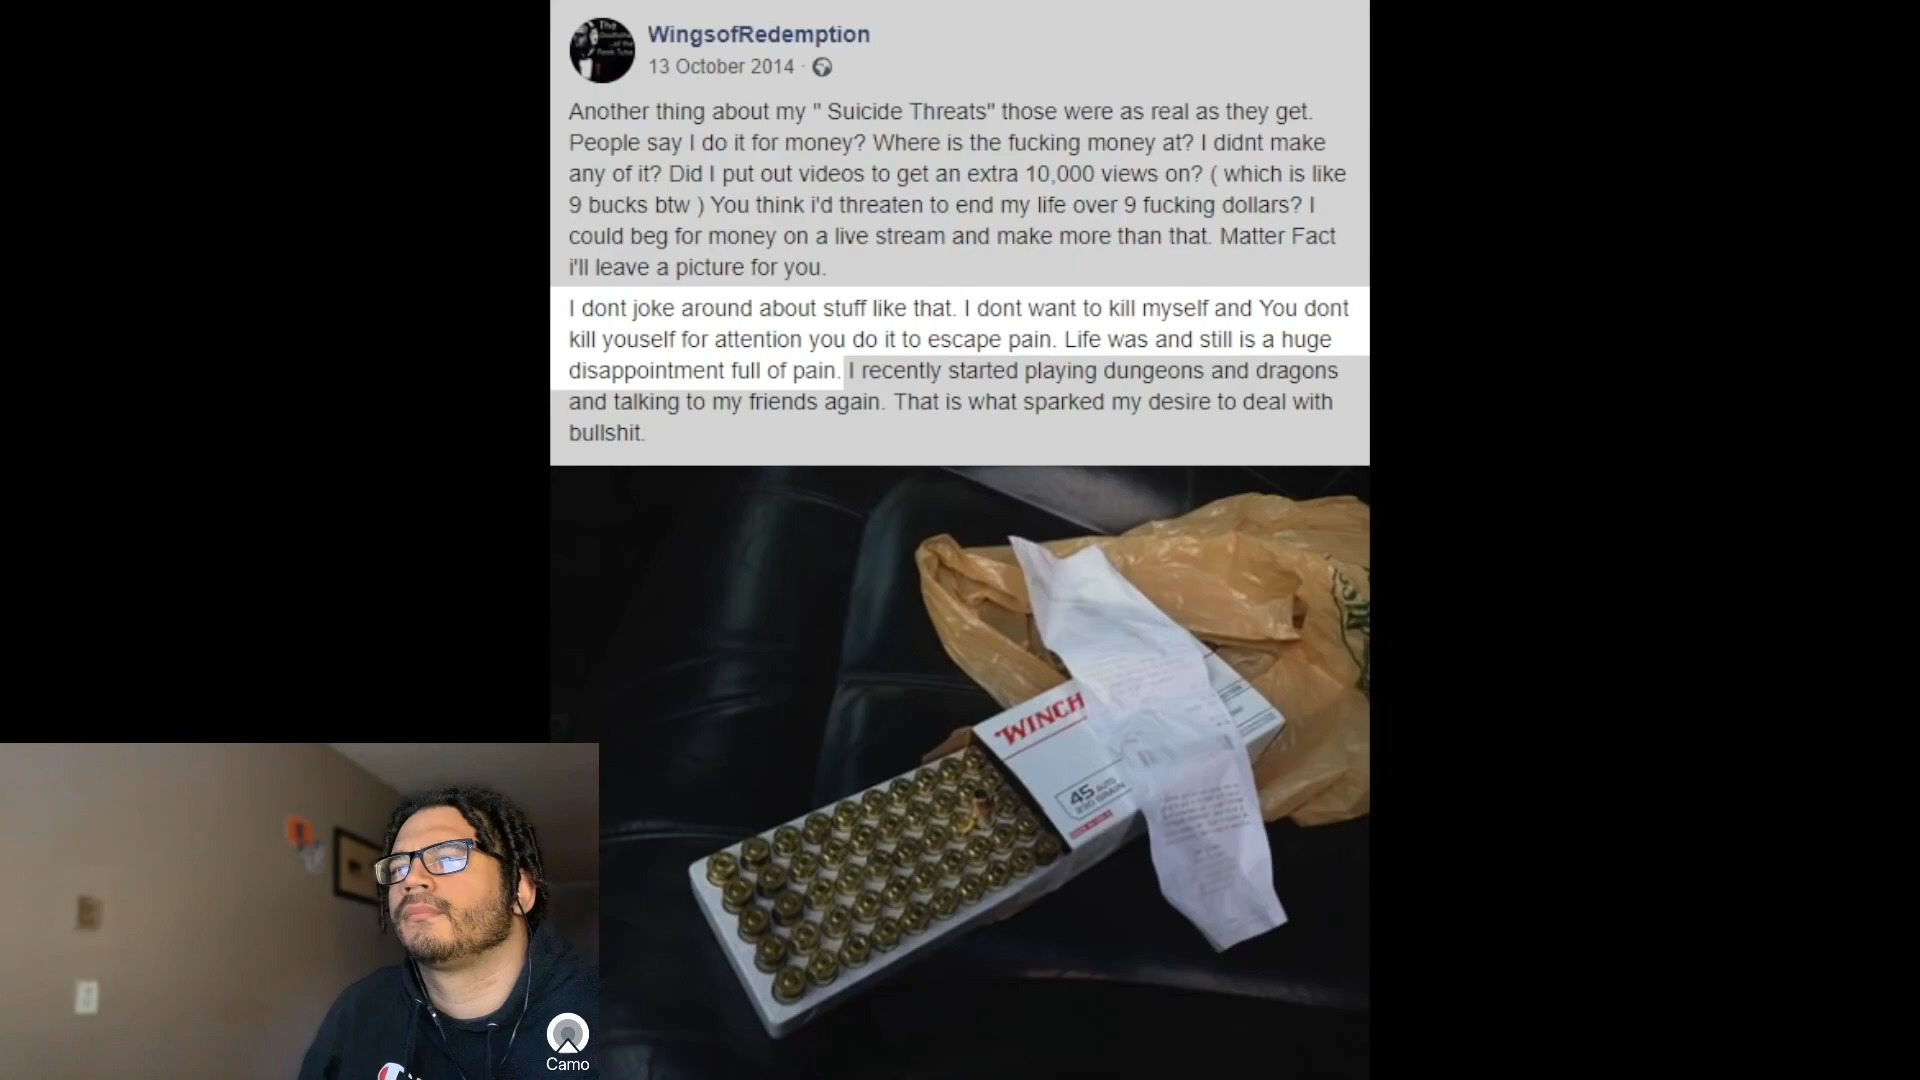 WingsofRedemption
13 October 2014 ·
Another thing about my " Suicide Threats" those were as real as they get.
People say I do it for money? Where is the fucking money at? I didnt make
any of it? Did I put out videos to get an extra 10,000 views on? ( which is like
9 bucks btw ) You think i'd threaten to end my life over 9 fucking dollars? I
could beg for money on a live stream and make more than that. Matter Fact
i'll leave a picture for you.
I dont joke around about stuff like that. I dont want to kill myself and You dont
kill youself for attention you do it to escape pain. Life was and still is a huge
disappointment full of pain. I recently started playing dungeons and dragons
and talking to my friends again. That is what sparked my desire to deal with
bullshit.
WINCH
45 AUTO
230 GRAIN
Camo